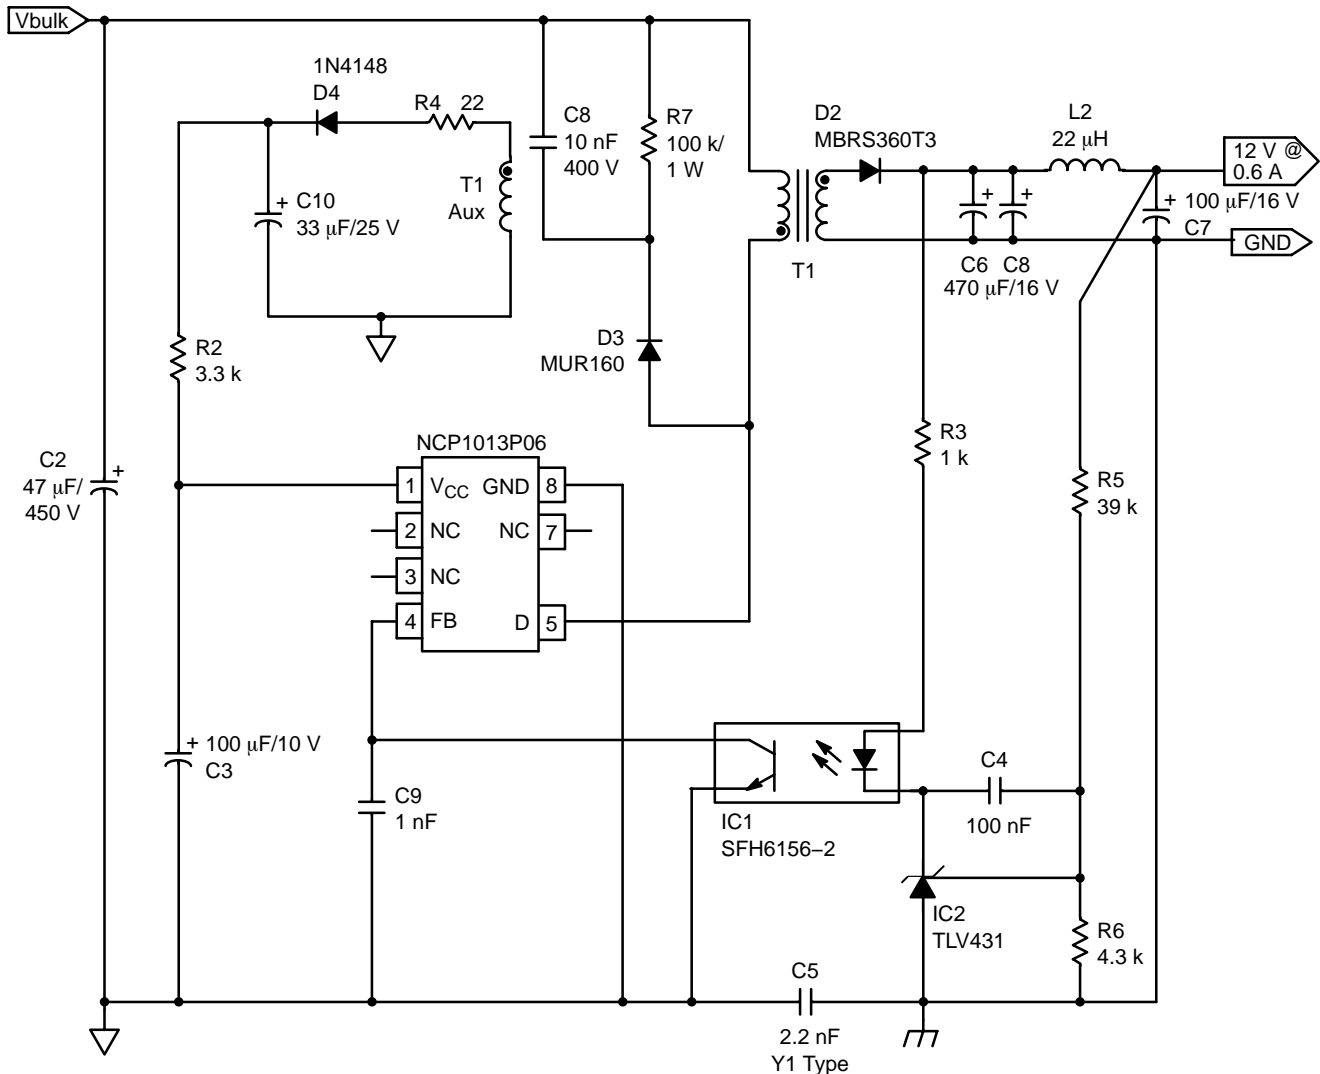 Vbulk
1N4148
D4
R4 22
C8
10 nF
400 V
R7
100 k/
1 W
D2
MBRS360T3
L2
22 μH
12 V @
0.6 A
T1
Aux
+ C10
33 μF/25 V
+
+
+ 100 μF/16 V
C7
GND
T1
C6 C8
470 μF/16 V
R2
3.3 k
D3
MUR160
NCP1013P06
R3
1 k
C2
47 μF/
450 V
+
1 VCC GND 8
2 NC NC 7
3 NC
4 FB D 5
R5
39 k
+ 100 μF/10 V
C3
C9
1 nF
IC1
SFH6156−2
C4
100 nF
IC2
TLV431
R6
4.3 k
C5
2.2 nF
Y1 Type